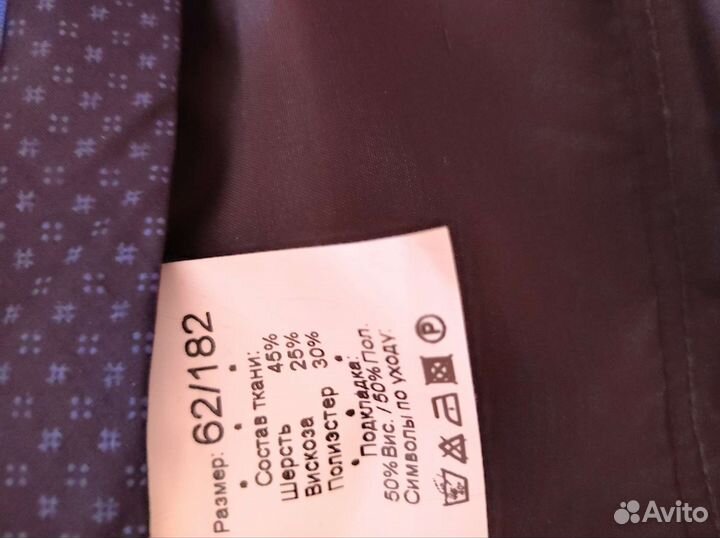 Размер: 62/182
Состав ткани:
Шерсть 45%
Вискоза 25%
Полиэстер 30%
Подкладка:
50%Вис. / 50%Пол.
Символы по уходу:
P
Avito